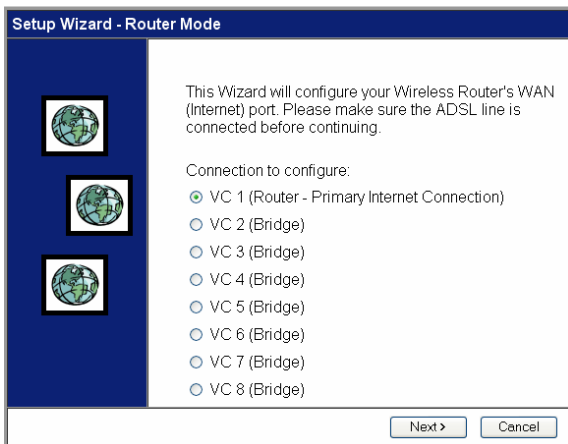 Setup Wizard - Router Mode
This Wizard will configure your Wireless Router's WAN
(Internet) port. Please make sure the ADSL line is
connected before continuing.
Connection to configure:
VC 1 (Router - Primary Internet Connection)
VC 2 (Bridge)
VC 3 (Bridge)
VC 4 (Bridge)
VC 5 (Bridge)
VC 6 (Bridge)
VC 7 (Bridge)
VC 8 (Bridge)
Next >
Cancel